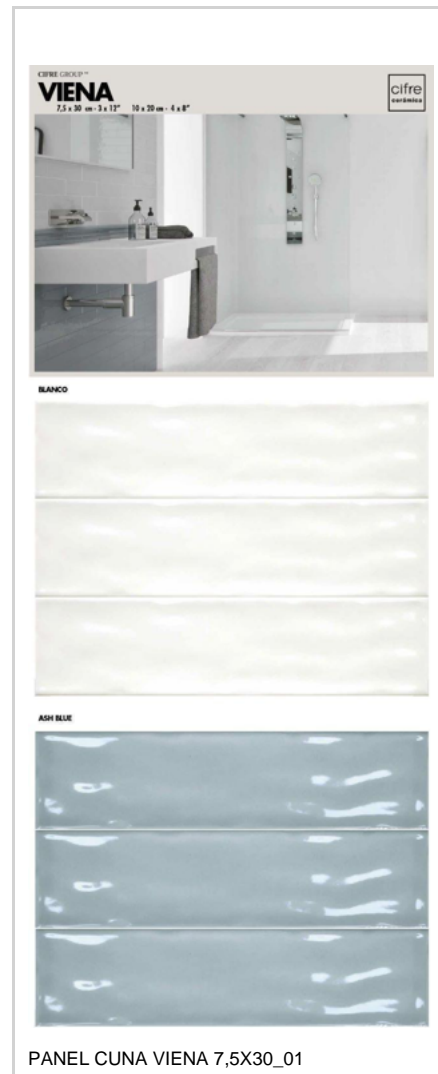 CIFRE GROUP™
VIENA
7,5 x 30 cm - 3 x 12" 10 x 20 cm - 4 x 8"
cifre
cerámica
BLANCO
ASH BLUE
PANEL CUNA VIENA 7,5X30_01